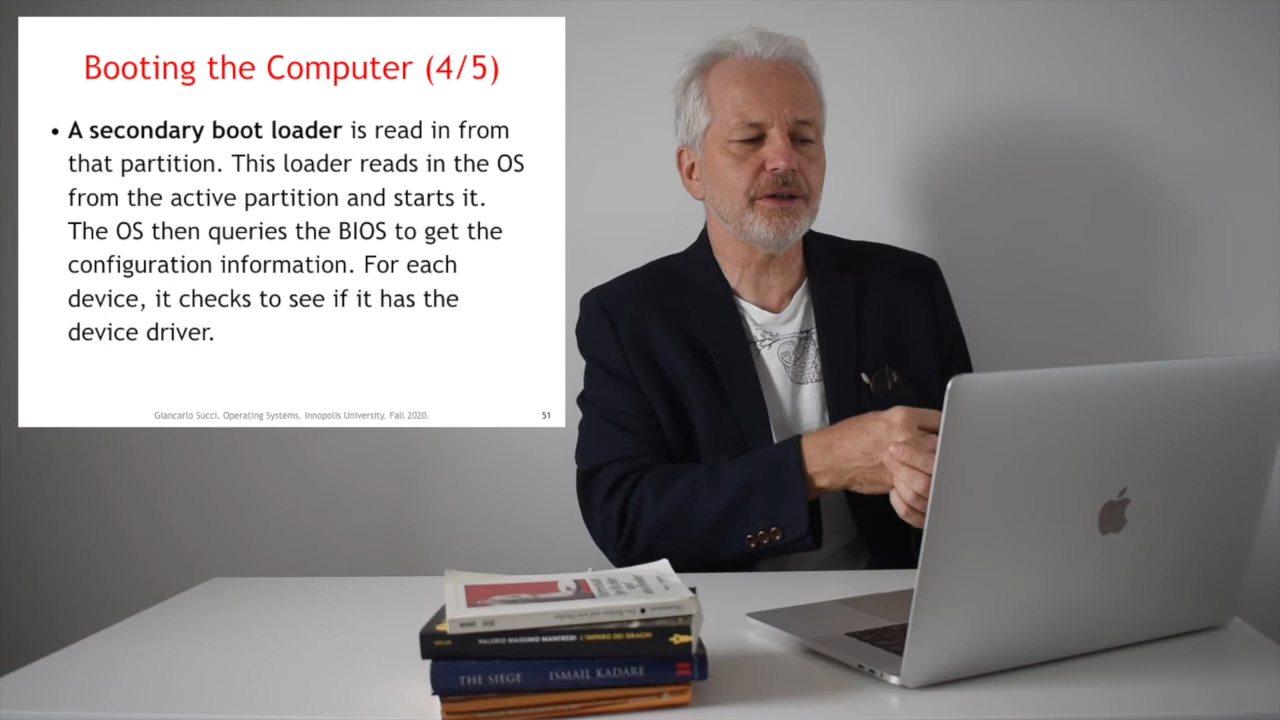 Booting the Computer (4/5)
• A secondary boot loader is read in from
that partition. This loader reads in the OS
from the active partition and starts it.
The OS then queries the BIOS to get the
configuration information. For each
device, it checks to see if it has the
device driver.
Giancarlo Succi. Operating Systems. Innopolis University. Fall 2020.
51
VALERIO MASSIMO MANFREDI L'IMPERO DEI DRAGHI
THE SIEGE ISMAIL KADARE